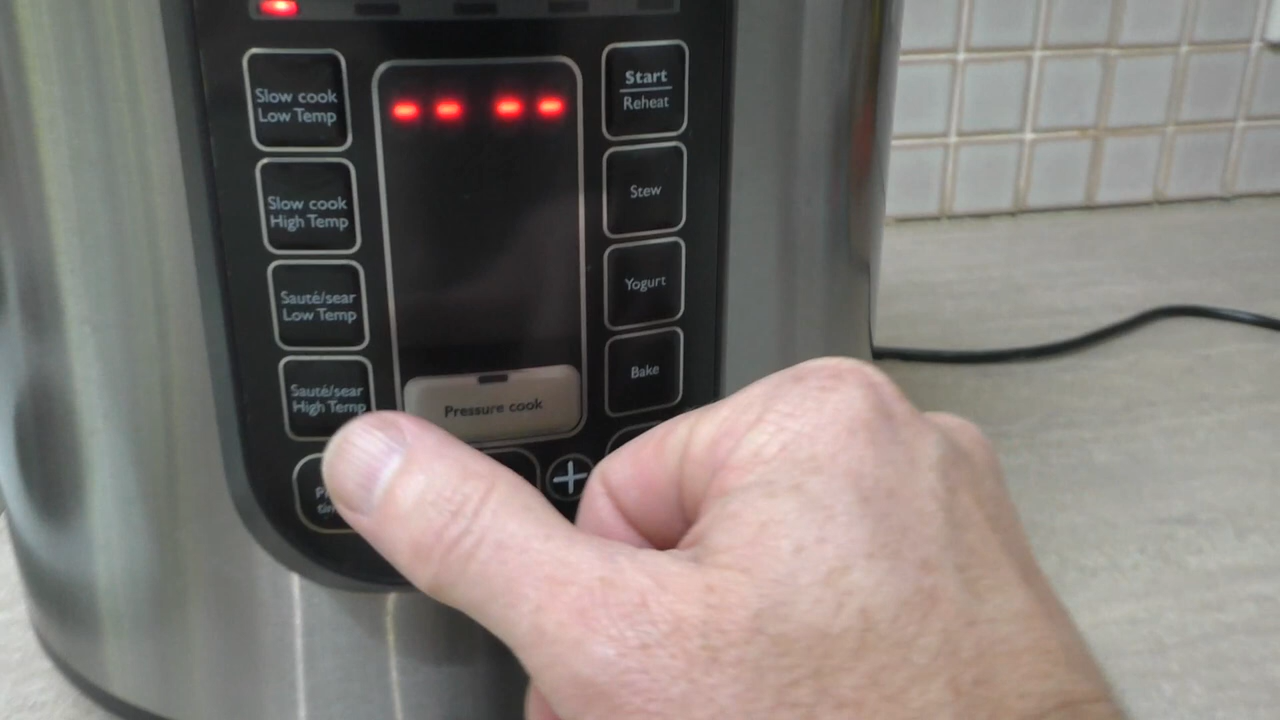 Slow cook
Low Temp
Slow cook
High Temp
Sauté/sear
Low Temp
Sauté/sear
High Temp
Pressure cook
Start
Reheat
Stew
Yogurt
Bake
+